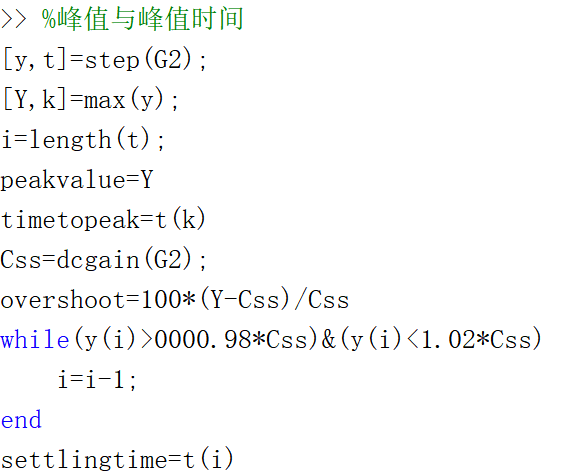 >> %峰值与峰值时间
[y,t]=step(G2);
[Y,k]=max(y);
i=length(t);
peakvalue=Y
timetopeak=t(k)
Css=dcgain(G2);
overshoot=100*(Y-Css)/Css
while(y(i)>0000.98*Css)&(y(i)<1.02*Css)
    i=i-1;
end
settlingtime=t(i)